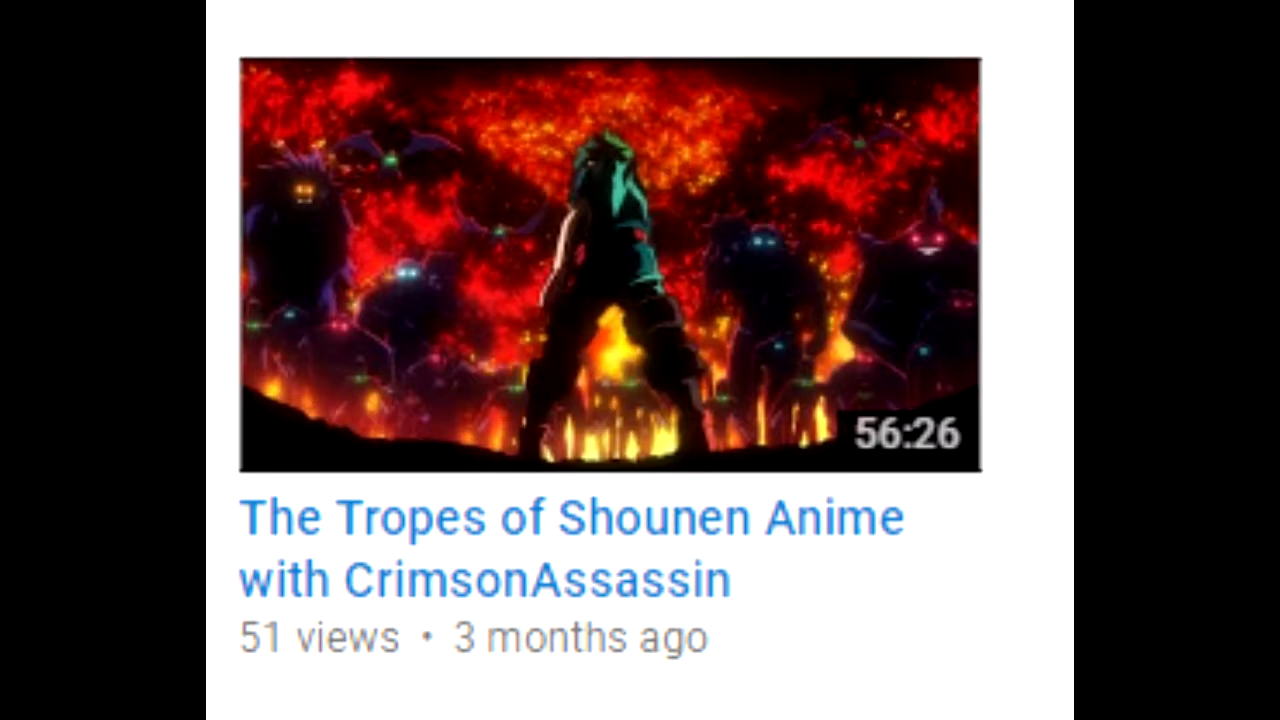 56:26
The Tropes of Shounen Anime
with CrimsonAssassin
51 views • 3 months ago